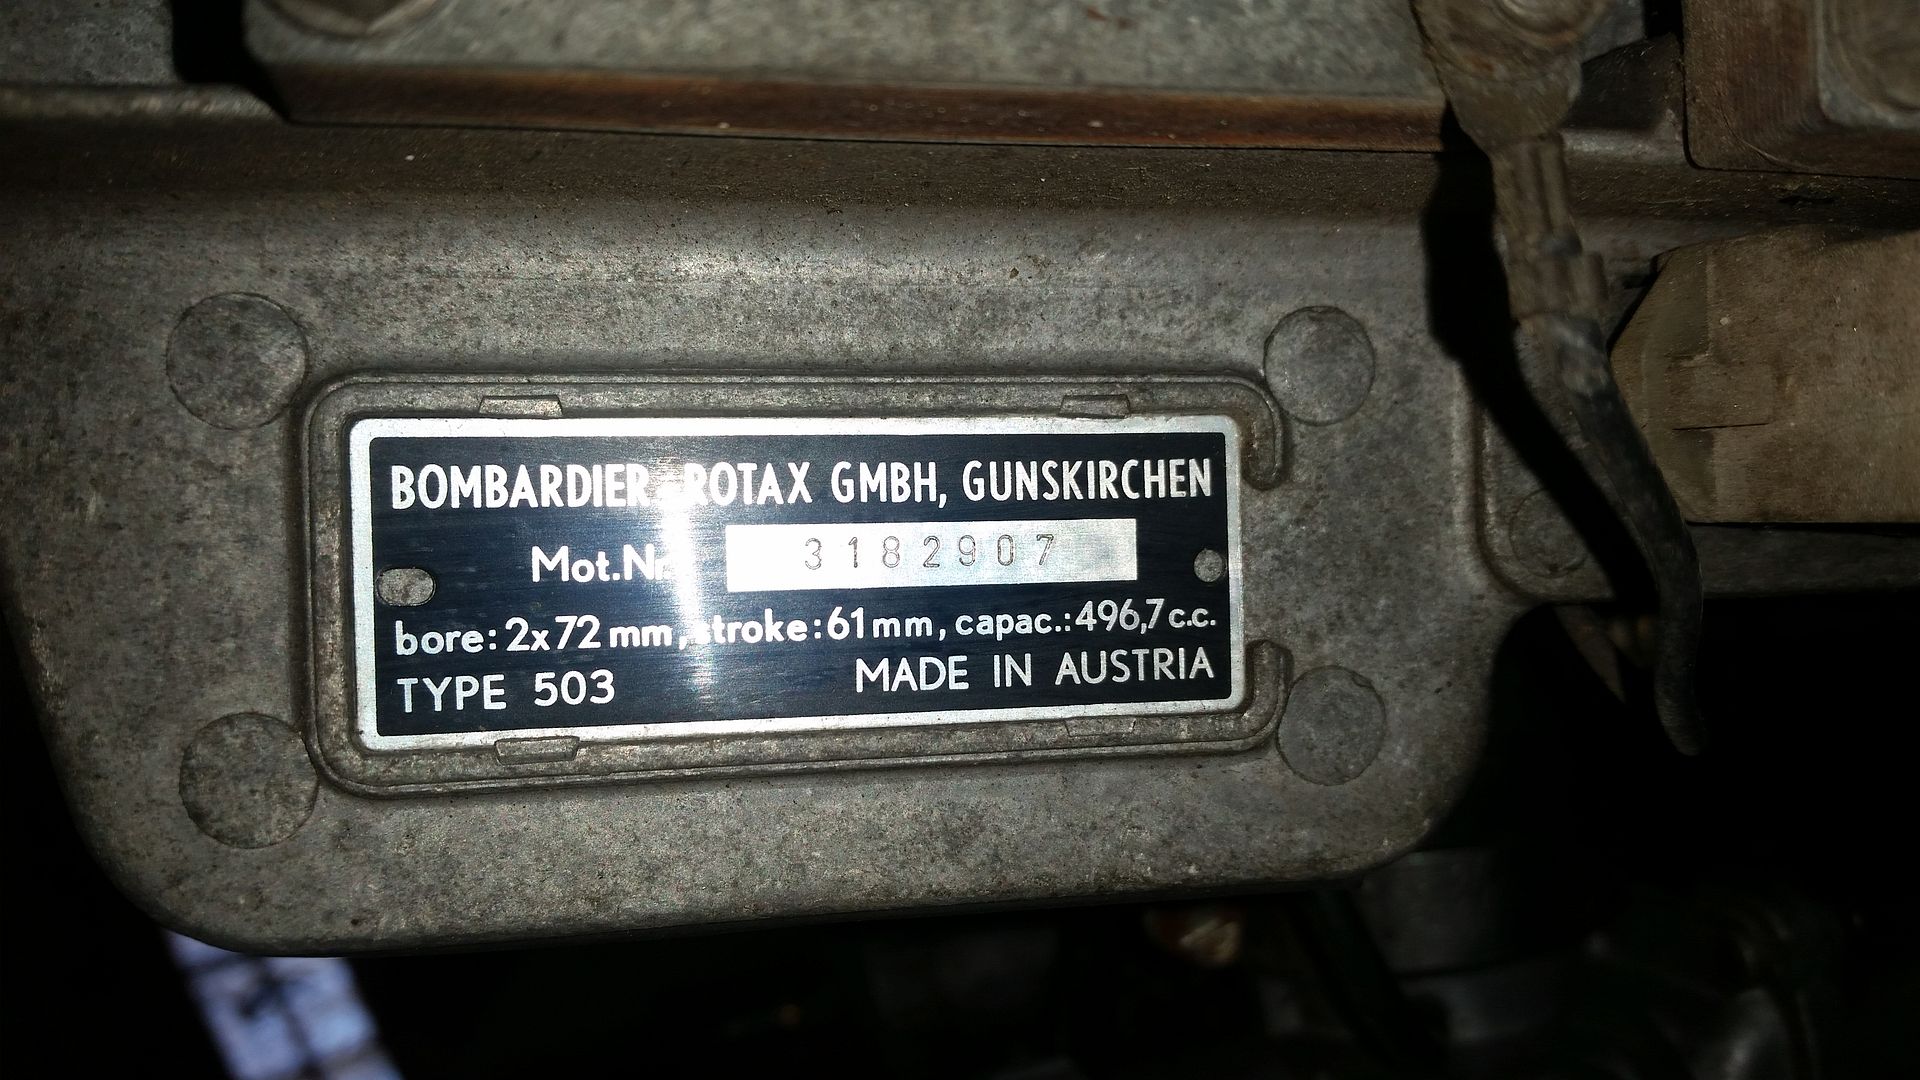 BOMBARDIER ROTAX GMBH, GUNSKIRCHEN
Mot.Nr. 3182907
bore: 2x72 mm, stroke: 61 mm, capac.: 496,7 c.c.
TYPE 503 MADE IN AUSTRIA